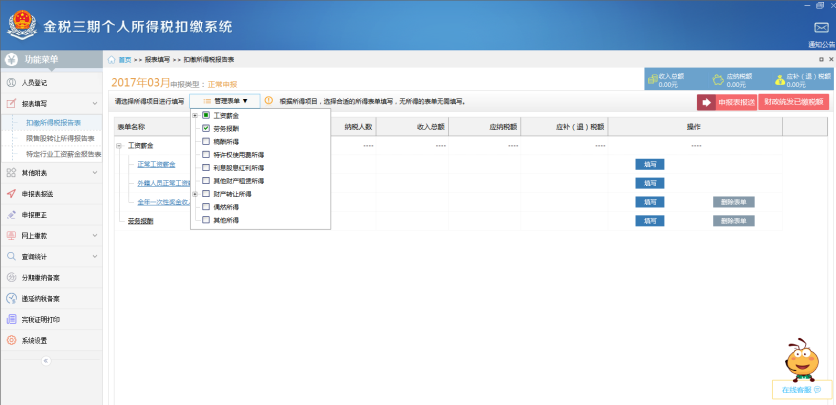 金税三期个人所得税扣缴系统
通知公告
功能菜单
首页 >> 报表填写 >> 扣缴所得税报告表
人员登记
报表填写
扣缴所得税报告表
限售股转让所得报告表
特定行业工资薪金报告表
其他附表
申报表报送
申报更正
网上缴款
查询统计
分期缴纳备案
递延纳税备案
完税证明打印
系统设置
2017年03月 申报类型：正常申报
收入总额
0.00元
应纳税额
0.00元
应补（退）税额
0.00元
请选择所得项目进行填写
管理表单 ▼
根据所得项目，选择合适的所得表单填写，无所得的表单无需填写。
申报表报送
财政统发已缴税额
工资薪金
劳务报酬
稿酬所得
特许权使用费所得
利息股息红利所得
其他财产租赁所得
财产转让所得
偶然所得
其他所得
表单名称
纳税人数
收入总额
应纳税额
应补（退）税额
操作
工资薪金
----
----
----
----
----
正常工资薪金
填写
外籍人员正常工资
填写
全年一次性奖金收
填写
删除表单
劳务报酬
填写
删除表单
在线客服